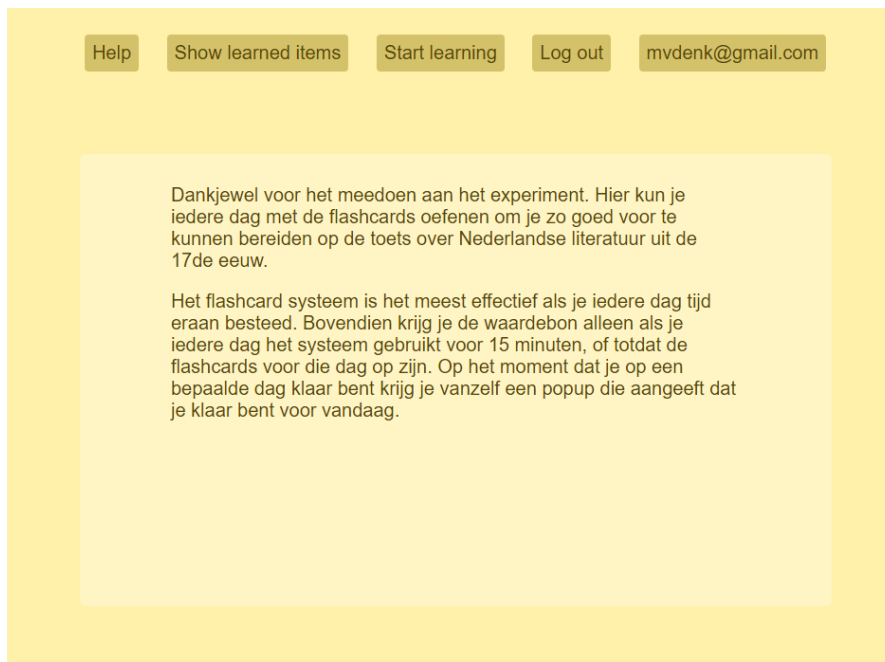 Help Show learned items Start learning Log out mvdenk@gmail.com
Dankjewel voor het meedoen aan het experiment. Hier kun je
iedere dag met de flashcards oefenen om je zo goed voor te
kunnen bereiden op de toets over Nederlandse literatuur uit de
17de eeuw.
Het flashcard systeem is het meest effectief als je iedere dag tijd
eraan besteed. Bovendien krijg je de waardebon alleen als je
iedere dag het systeem gebruikt voor 15 minuten, of totdat de
flashcards voor die dag op zijn. Op het moment dat je op een
bepaalde dag klaar bent krijg je vanzelf een popup die aangeeft dat
je klaar bent voor vandaag.